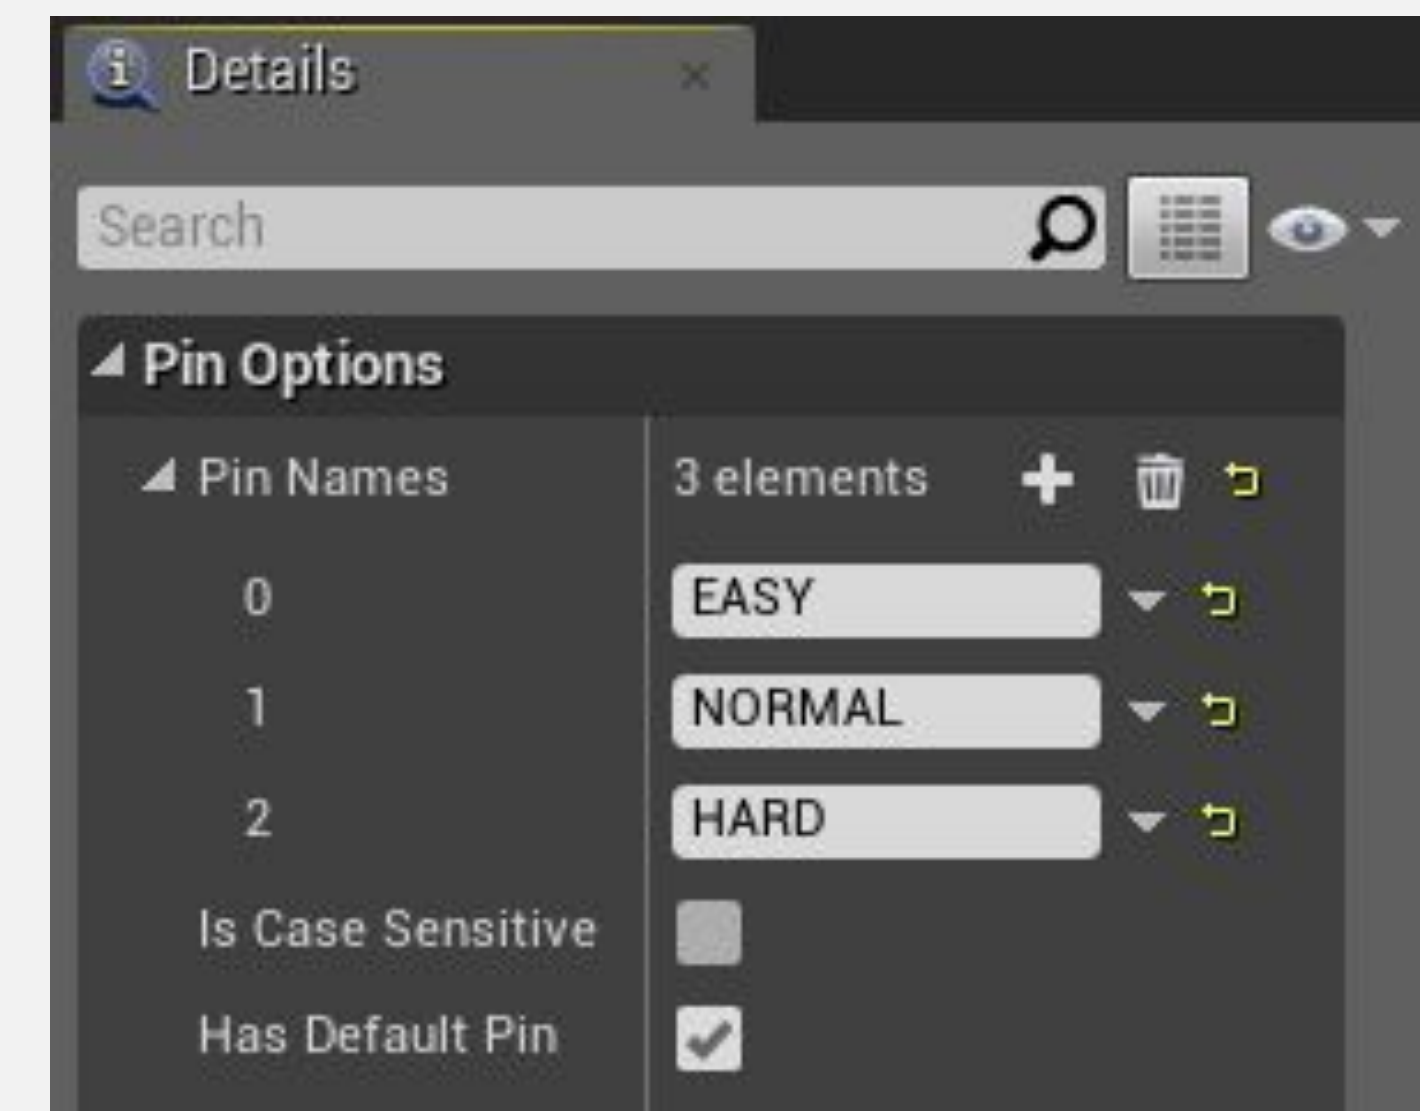 Details
Search
Pin Options
Pin Names 3 elements
0 EASY
1 NORMAL
2 HARD
Is Case Sensitive
Has Default Pin